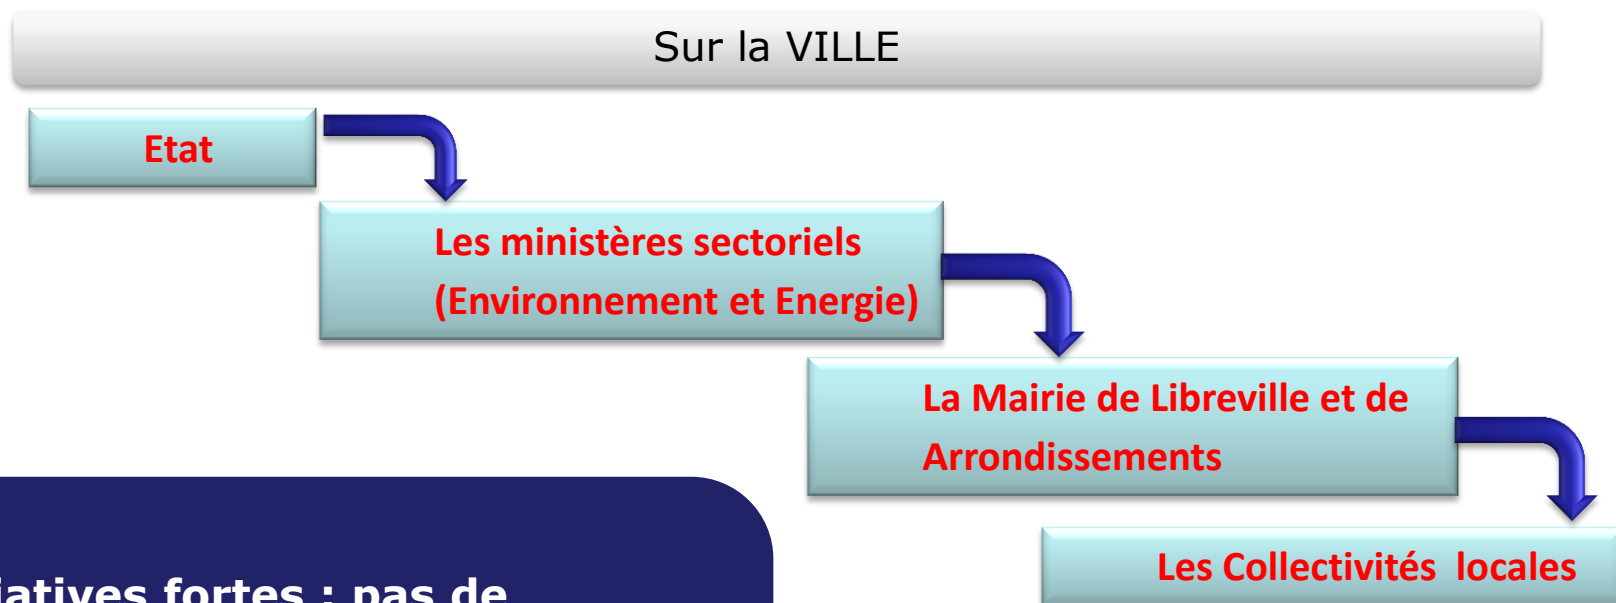 Sur la VILLE
Etat
Les ministères sectoriels
(Environnement et Energie)
La Mairie de Libreville et de
Arrondissements
Les Collectivités locales
fortes : pas de